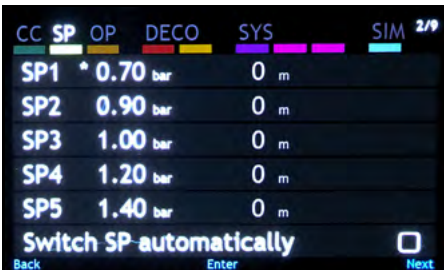 CC SP OP DECO SYS SIM 2/9
SP1 * 0.70 bar 0 m
SP2 0.90 bar 0 m
SP3 1.00 bar 0 m
SP4 1.20 bar 0 m
SP5 1.40 bar 0 m
Switch SP automatically
Back Enter Next